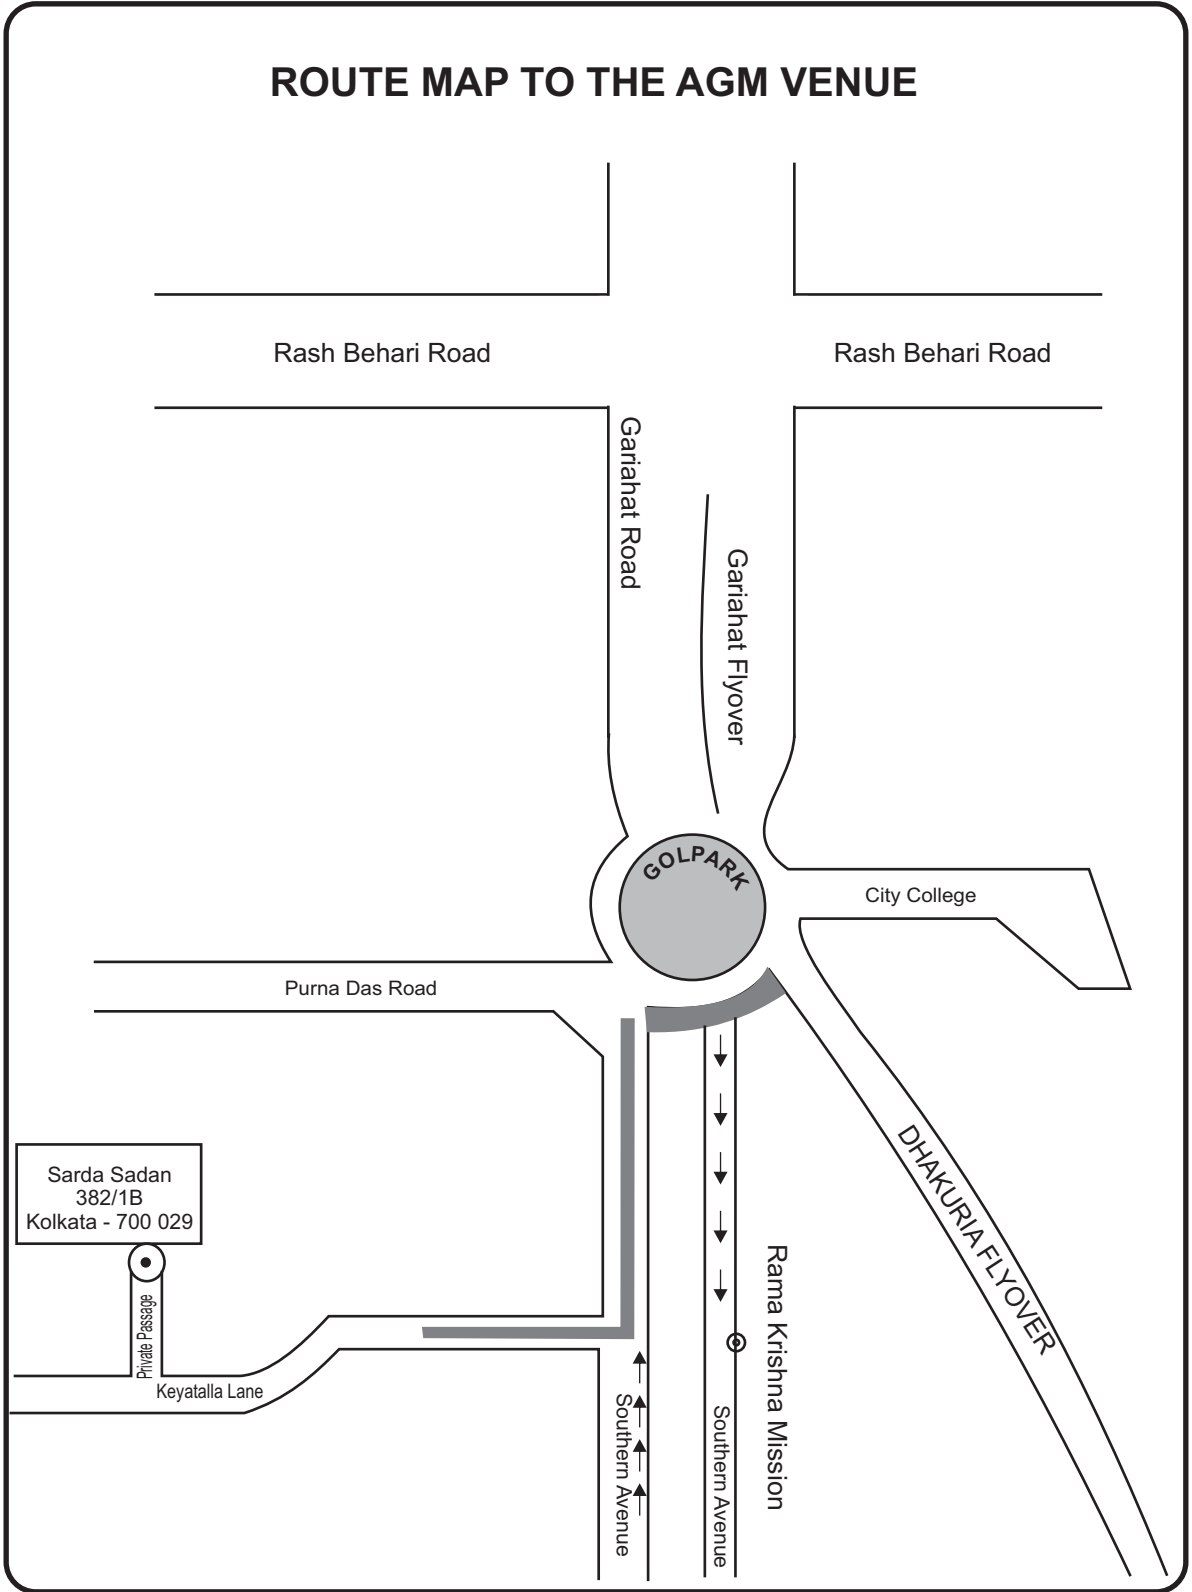 ROUTE MAP TO THE AGM VENUE
Rash Behari Road
Rash Behari Road
Gariahat Road
Gariahat Flyover
GOLPARK
City College
Purna Das Road
DHAKURIA FLYOVER
Sarda Sadan
382/1B
Kolkata - 700 029
Private Passage
Keyatalla Lane
Rama Krishna Mission
Southern Avenue
Southern Avenue